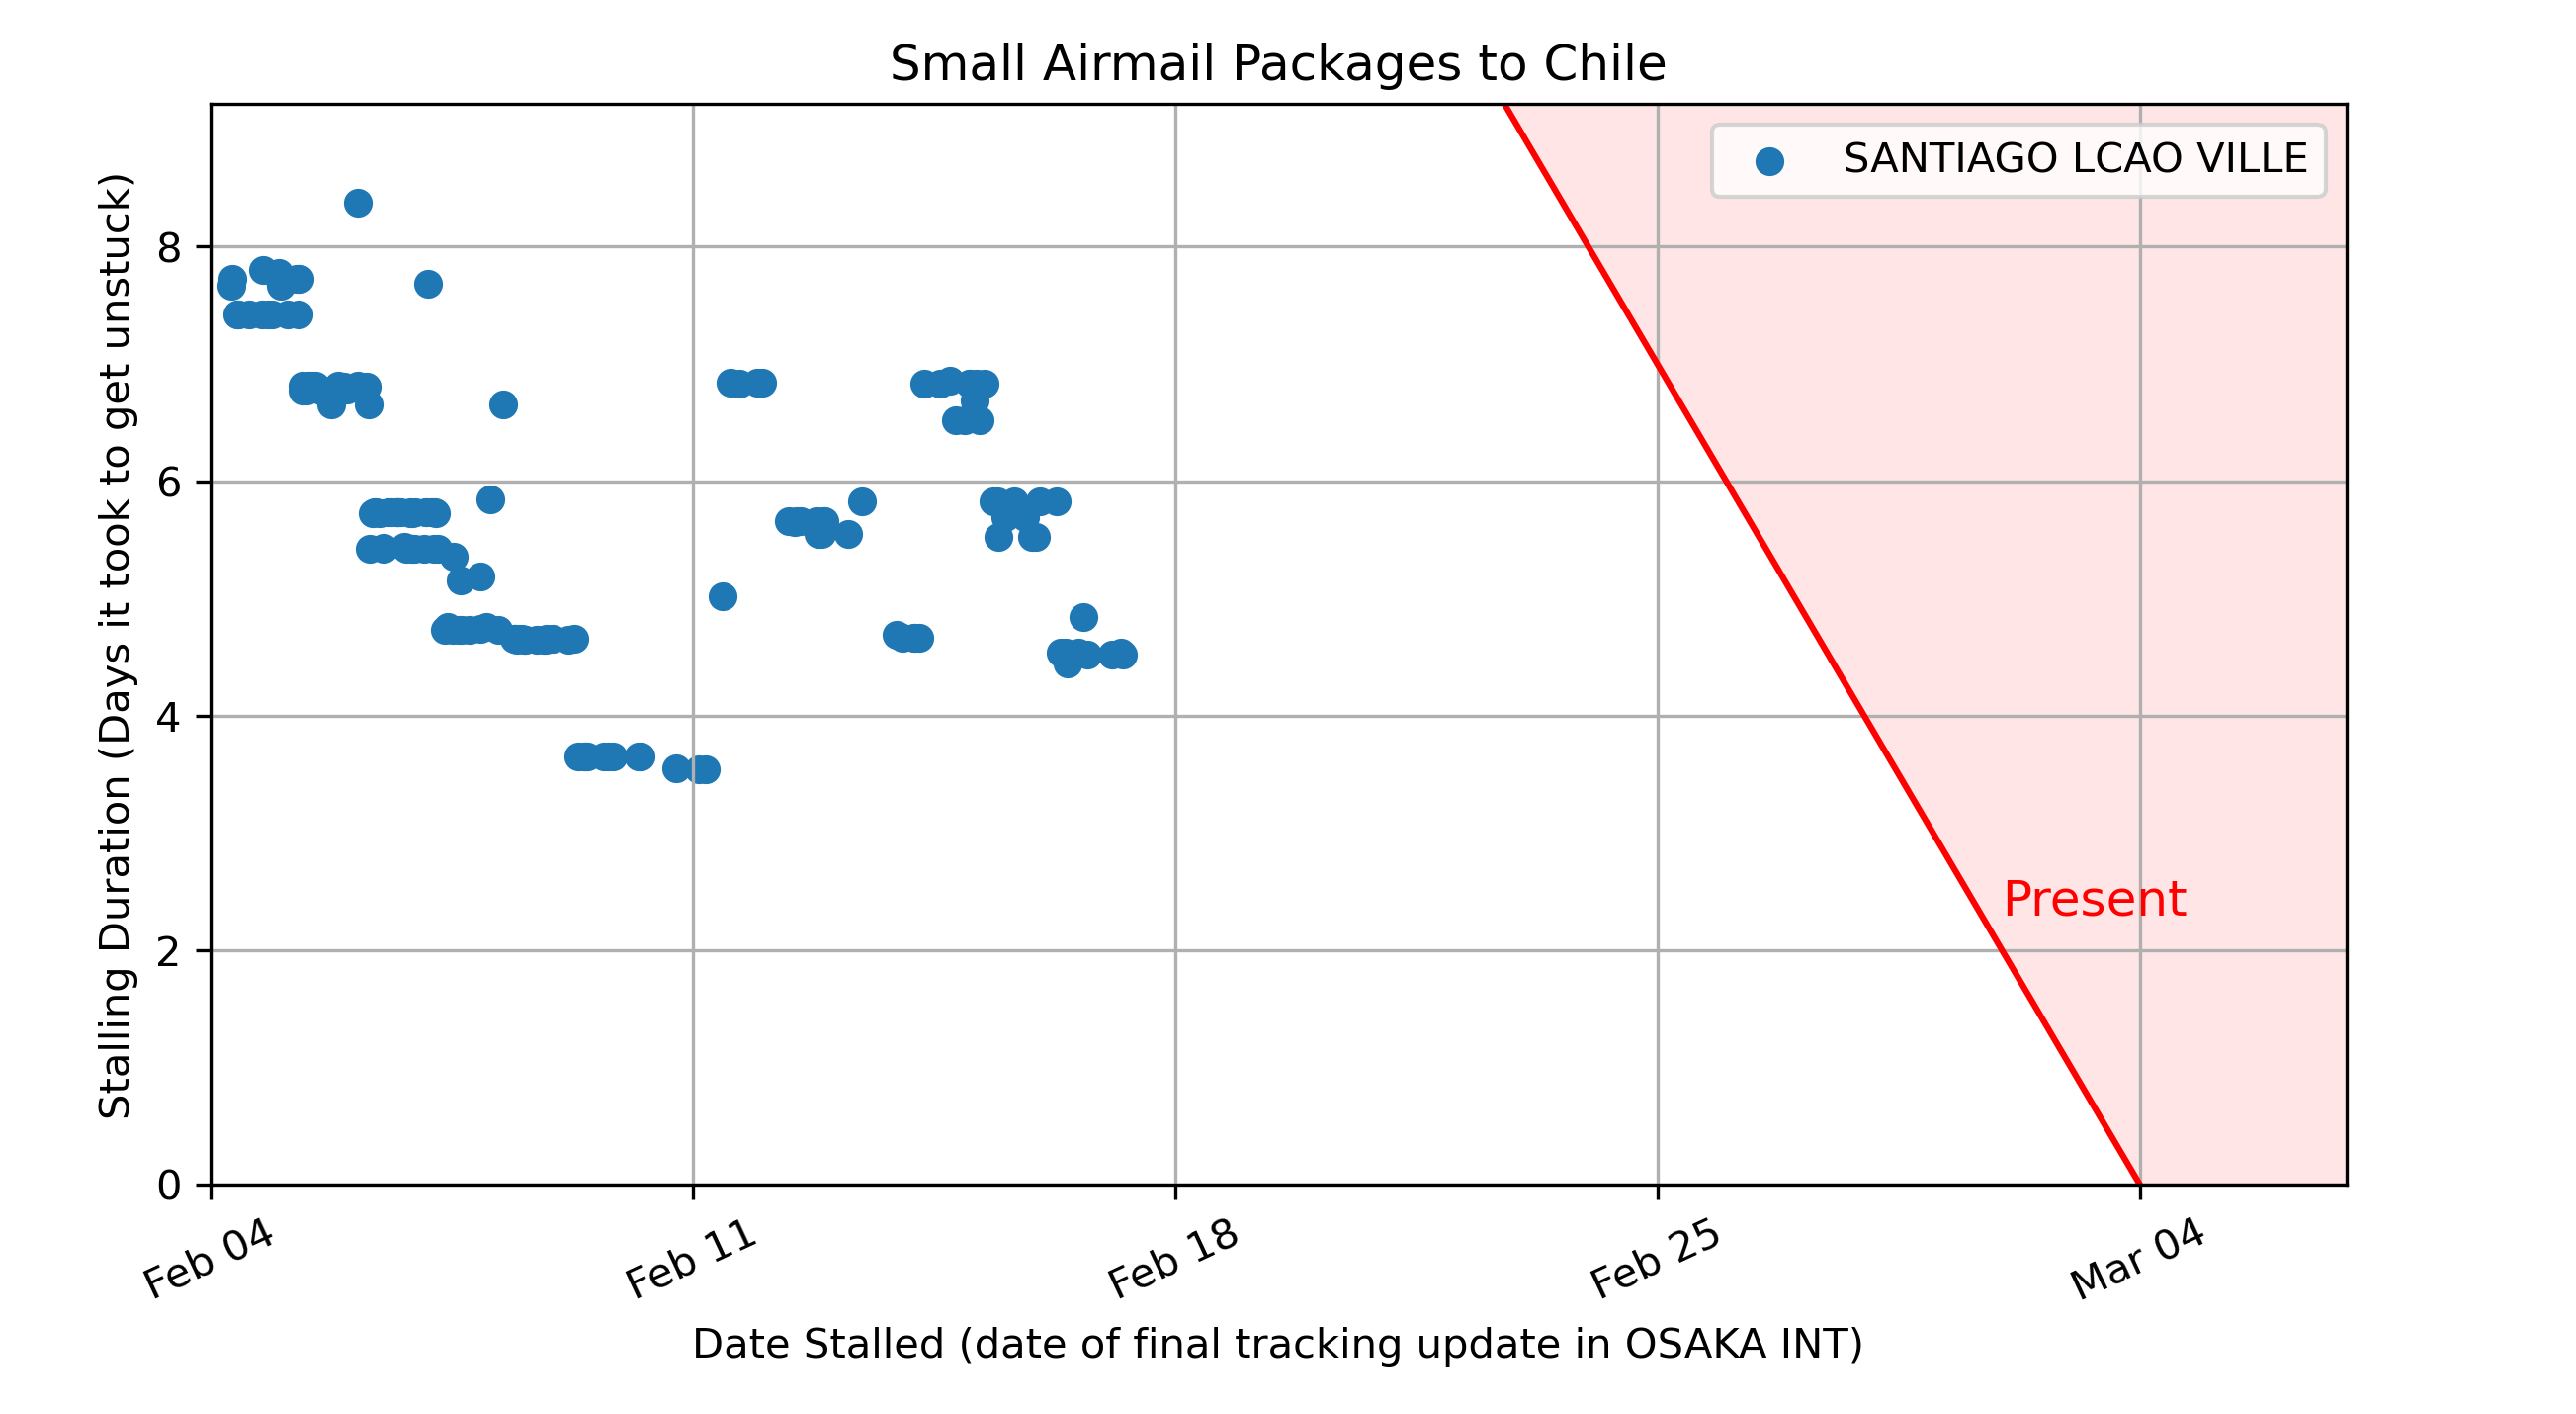 Small Airmail Packages to Chile
SANTIAGO LCAO VILLE
Stalling Duration (Days it took to get unstuck)
8
6
4
2
0
Present
Feb 04
Feb 11
Feb 18
Feb 25
Mar 04
Date Stalled (date of final tracking update in OSAKA INT)